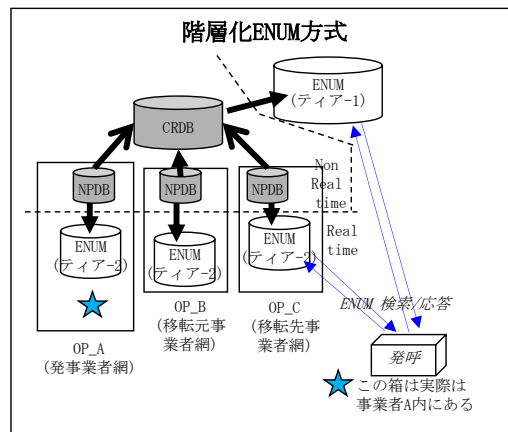 階層化ENUM方式
ENUM
(ティア-1)
CRDB
Non
Real
time
NPDB
NPDB
NPDB
Real
time
ENUM
(ティア-2)
ENUM
(ティア-2)
ENUM
(ティア-2)
OP_A
(発事業者網)
OP_B
(移転元事
業者網)
OP_C
(移転先事
業者網)
ENUM 検索/応答
発呼
この箱は実際は
事業者A内にある